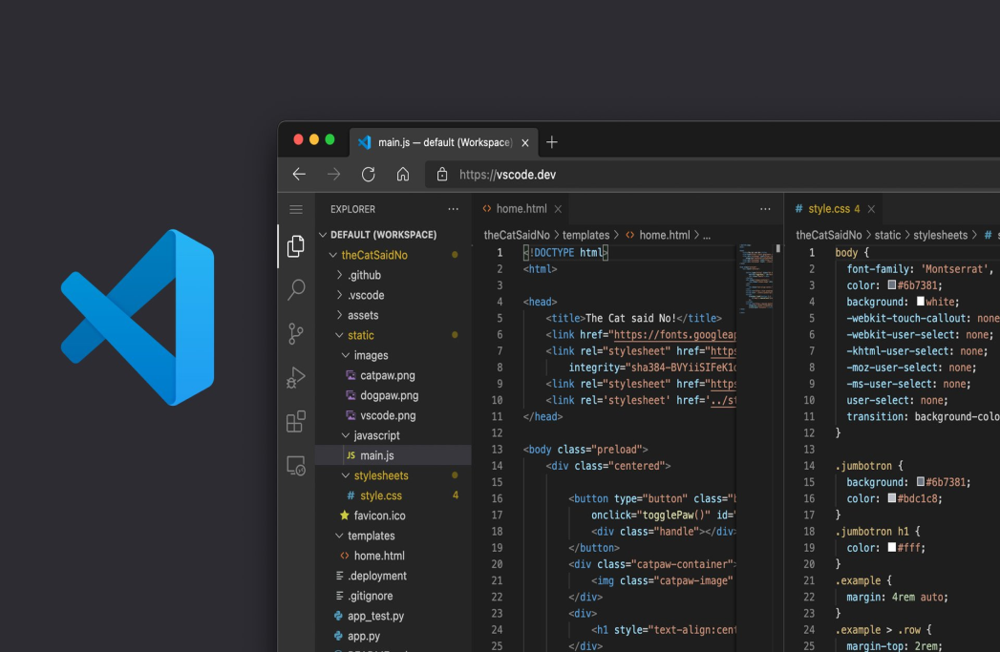 main.js — default (Workspace)
https://vscode.dev
EXPLORER
DEFAULT (WORKSPACE)
theCatSaidNo
.github
.vscode
assets
static
images
catpaw.png
dogpaw.png
vscode.png
javascript
JS main.js
stylesheets
# style.css 4
favicon.ico
templates
<> home.html
.deployment
.gitignore
app_test.py
app.py
<> home.html
theCatSaidNo > templates > <> home.html > ...
1 <!DOCTYPE html>
2 <html>
3
4 <head>
5 <title>The Cat said No!</title>
6 <link href="https://fonts.googleap
7 <link rel="stylesheet" href="https
8 integrity="sha384-BVYiiSIFeK1
9 <link rel="stylesheet" href="https
10 <link rel='stylesheet' href='../st
11 </head>
12
13 <body class="preload">
14 <div class="centered">
15
16 <button type="button" class="
17 onclick="togglePaw()" id="
18 <div class="handle"></div>
19 </button>
20 <div class="catpaw-container">
21 <img class="catpaw-image"
22 </div>
23 <div>
24 <h1 style="text-align:cent
25 </div>
# style.css 4
theCatSaidNo > static > stylesheets > #
1 body {
2 font-family: 'Montserrat',
3 color: #6b7381;
4 background: white;
5 -webkit-touch-callout: none
6 -webkit-user-select: none;
7 -khtml-user-select: none;
8 -moz-user-select: none;
9 -ms-user-select: none;
10 user-select: none;
11 transition: background-colo
12 }
13
14 .jumbotron {
15 background: #6b7381;
16 color: #bdc1c8;
17 }
18 .jumbotron h1 {
19 color: #fff;
20 }
21 .example {
22 margin: 4rem auto;
23 }
24 .example > .row {
25 margin-top: 2rem;